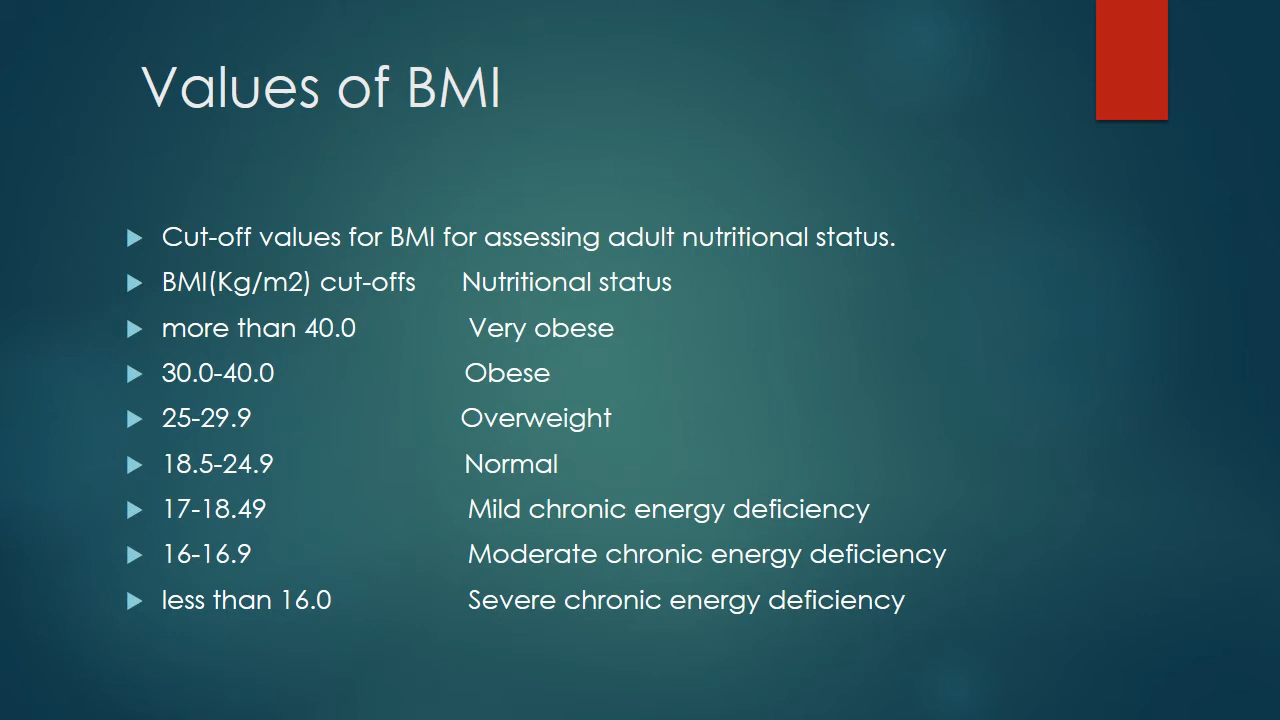 Values of BMI
Cut-off values for BMI for assessing adult nutritional status.
BMI(Kg/m2) cut-offs Nutritional status
more than 40.0 Very obese
30.0-40.0 Obese
25-29.9 Overweight
18.5-24.9 Normal
17-18.49 Mild chronic energy deficiency
16-16.9 Moderate chronic energy deficiency
less than 16.0 Severe chronic energy deficiency